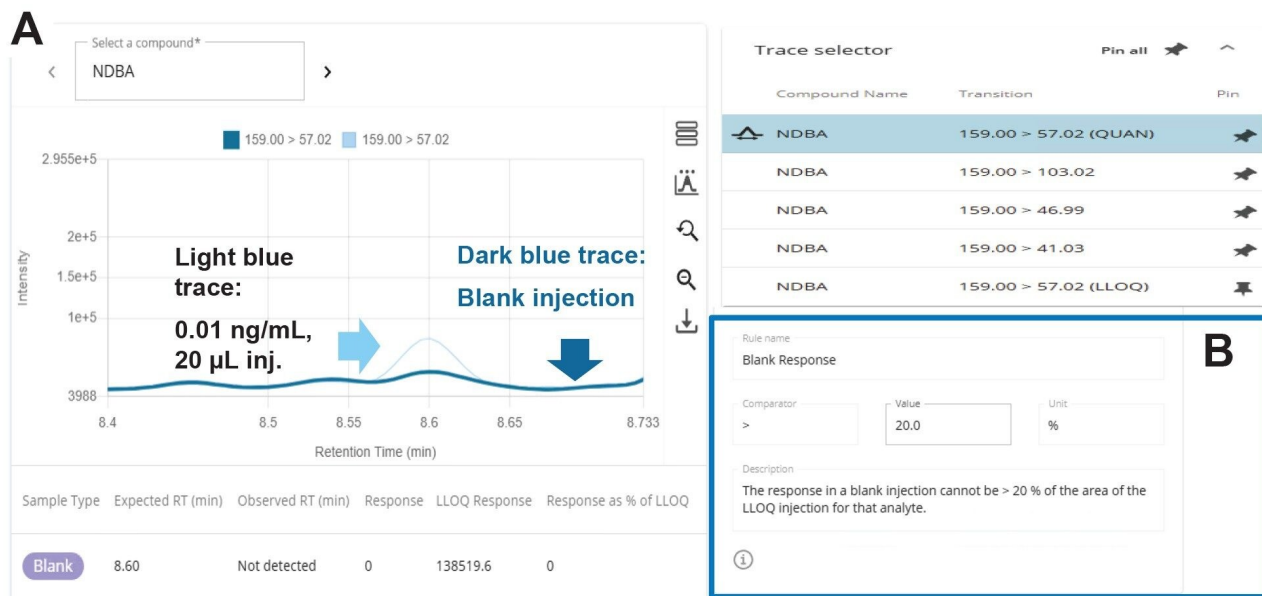 A
Select a compound*
NDBA
159.00 > 57.02 159.00 > 57.02
2.955e+5
2e+5
1.5e+5
1e+5
3988
Intensity
8.4 8.5 8.55 8.6 8.65 8.733
Retention Time (min)
Light blue
trace:
0.01 ng/mL,
20 µL inj.
Dark blue trace:
Blank injection
Sample Type Expected RT (min) Observed RT (min) Response LLOQ Response Response as % of LLOQ
Blank 8.60 Not detected 0 138519.6 0
Trace selector Pin all
Compound Name Transition Pin
NDBA 159.00 > 57.02 (QUAN)
NDBA 159.00 > 103.02
NDBA 159.00 > 46.99
NDBA 159.00 > 41.03
NDBA 159.00 > 57.02 (LLOQ)
B
Rule name
Blank Response
Comparator
>
Value
20.0
Unit
%
Description
The response in a blank injection cannot be > 20 % of the area of the
LLOQ injection for that analyte.